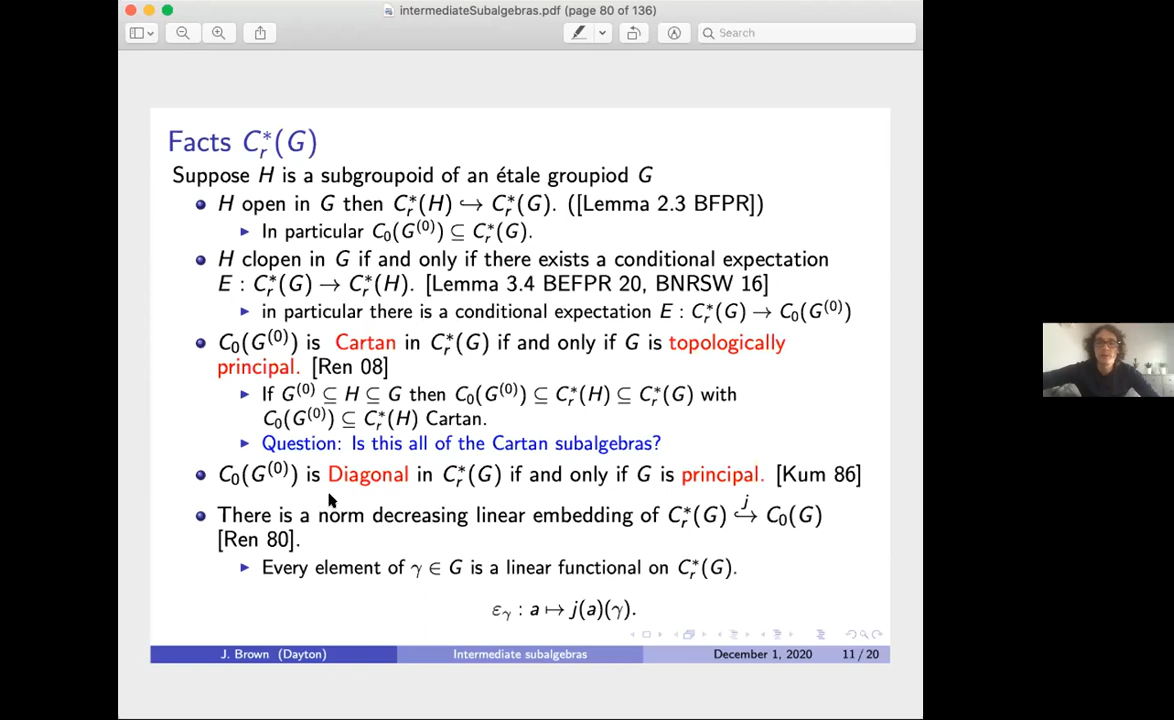 intermediateSubalgebras.pdf (page 80 of 136)
Search
Facts C*_r(G)
Suppose H is a subgroupoid of an étale groupiod G
H open in G then C*_r(H) ↪ C*_r(G). ([Lemma 2.3 BFPR])
In particular C_0(G^(0)) ⊆ C*_r(G).
H clopen in G if and only if there exists a conditional expectation
E : C*_r(G) → C*_r(H). [Lemma 3.4 BEFPR 20, BNRSW 16]
in particular there is a conditional expectation E : C*_r(G) → C_0(G^(0))
C_0(G^(0)) is Cartan in C*_r(G) if and only if G is topologically
principal. [Ren 08]
If G^(0) ⊆ H ⊆ G then C_0(G^(0)) ⊆ C*_r(H) ⊆ C*_r(G) with
C_0(G^(0)) ⊆ C*_r(H) Cartan.
Question: Is this all of the Cartan subalgebras?
C_0(G^(0)) is Diagonal in C*_r(G) if and only if G is principal. [Kum 86]
There is a norm decreasing linear embedding of C*_r(G) ↪^j C_0(G)
[Ren 80].
Every element of γ ∈ G is a linear functional on C*_r(G).
ε_γ : a ↦ j(a)(γ).
J. Brown (Dayton) Intermediate subalgebras December 1, 2020 11 / 20